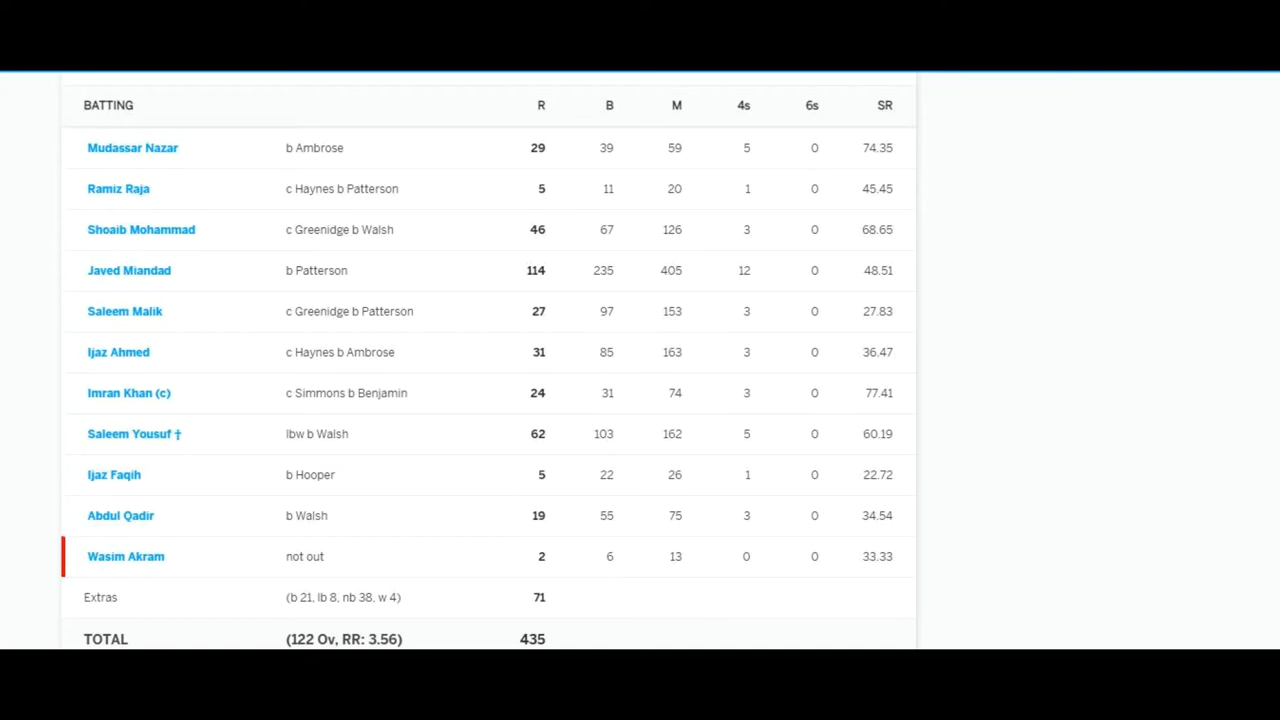 BATTING R B M 4s 6s SR
Mudassar Nazar b Ambrose 29 39 59 5 0 74.35
Ramiz Raja c Haynes b Patterson 5 11 20 1 0 45.45
Shoaib Mohammad c Greenidge b Walsh 46 67 126 3 0 68.65
Javed Miandad b Patterson 114 235 405 12 0 48.51
Saleem Malik c Greenidge b Patterson 27 97 153 3 0 27.83
Ijaz Ahmed c Haynes b Ambrose 31 85 163 3 0 36.47
Imran Khan (c) c Simmons b Benjamin 24 31 74 3 0 77.41
Saleem Yousuf † lbw b Walsh 62 103 162 5 0 60.19
Ijaz Faqih b Hooper 5 22 26 1 0 22.72
Abdul Qadir b Walsh 19 55 75 3 0 34.54
Wasim Akram not out 2 6 13 0 0 33.33
Extras (b 21, lb 8, nb 38, w 4) 71
TOTAL (122 Ov, RR: 3.56) 435